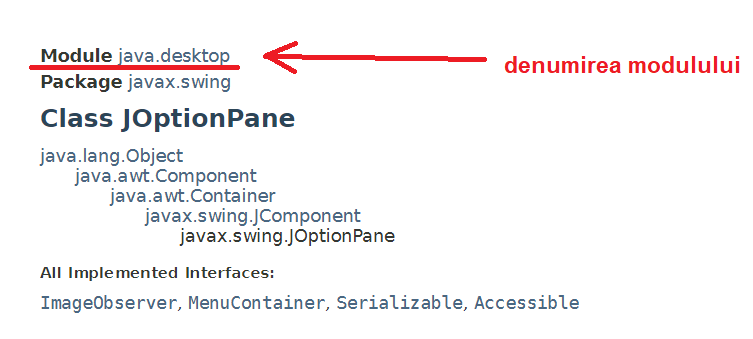 Module java.desktop
denumirea modulului
Package javax.swing
Class JOptionPane
java.lang.Object
java.awt.Component
java.awt.Container
javax.swing.JComponent
javax.swing.JOptionPane
All Implemented Interfaces:
ImageObserver, MenuContainer, Serializable, Accessible